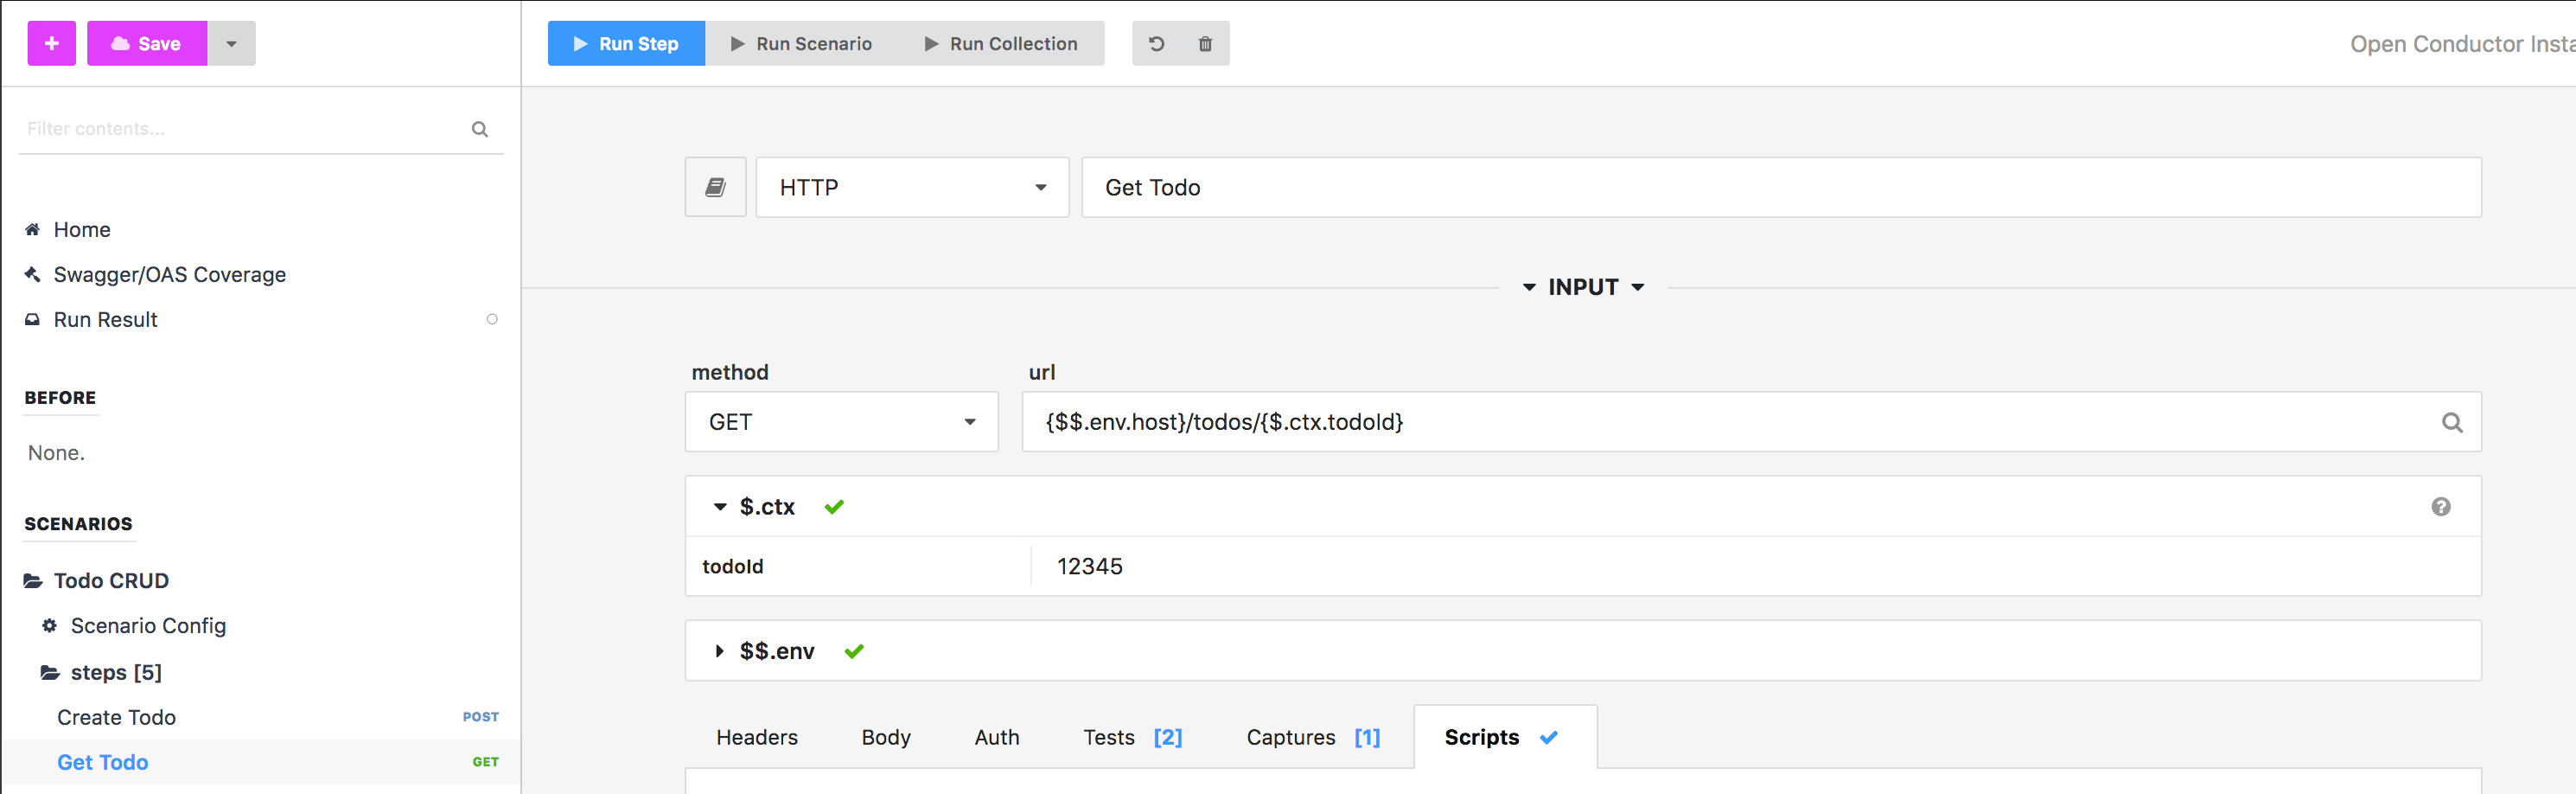 + Save
Run Step Run Scenario Run Collection
Open Conductor Insta
Filter contents...
Home
Swagger/OAS Coverage
Run Result
BEFORE
None.
SCENARIOS
Todo CRUD
Scenario Config
steps [5]
Create Todo POST
Get Todo GET
HTTP Get Todo
INPUT
method url
GET {$$.env.host}/todos/{$.ctx.todoId}
$.ctx ?
todoId 12345
$$.env
Headers Body Auth Tests [2] Captures [1] Scripts